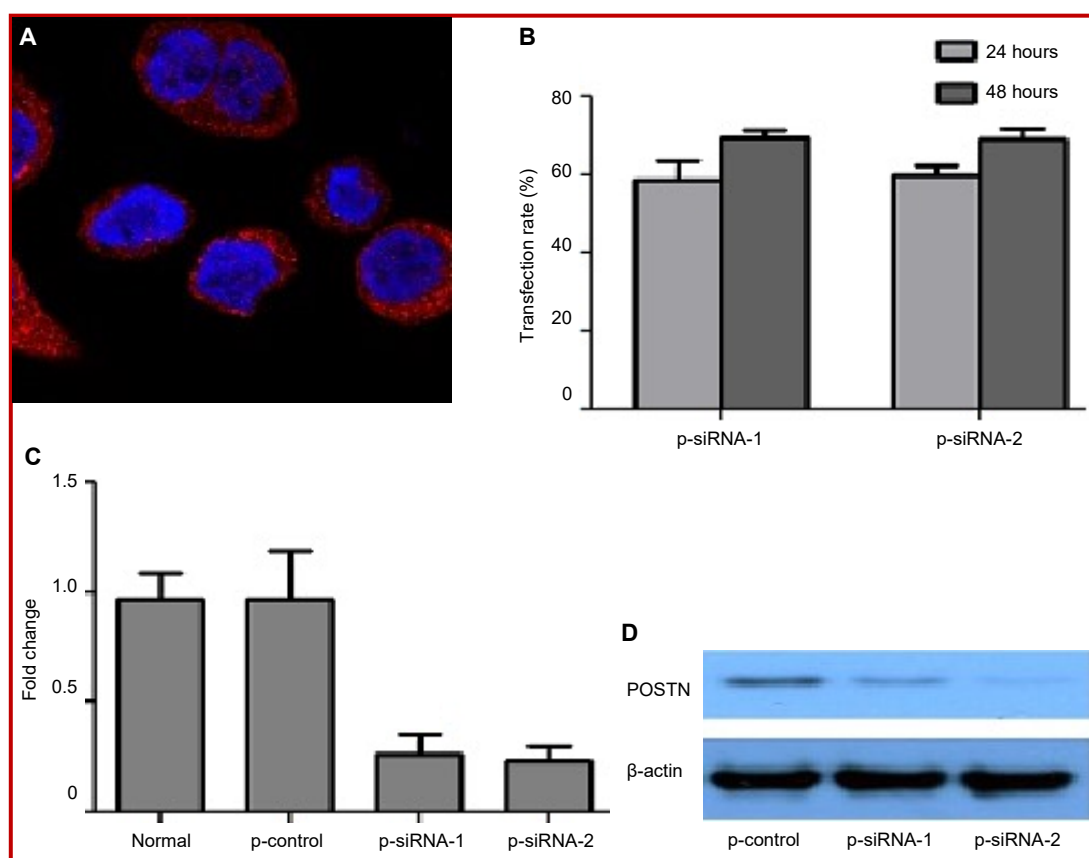 A
B
24 hours
48 hours
80
60
40
20
0
Transfection rate (%)
p-siRNA-1 p-siRNA-2
C
1.5
1.0
0.5
0
Fold change
Normal p-control p-siRNA-1 p-siRNA-2
D
POSTN
β-actin
p-control p-siRNA-1 p-siRNA-2